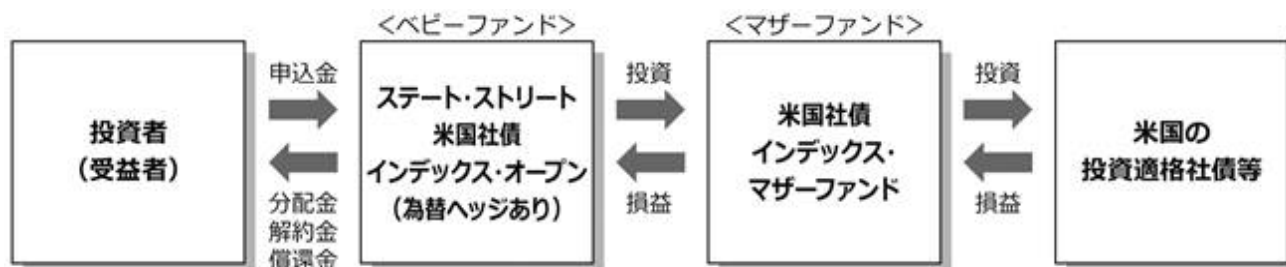 <ベビーファンド>
<マザーファンド>
投資者
(受益者)
申込金
分配金
解約金
償還金
ステート・ストリート
米国社債
インデックス・オープン
(為替ヘッジあり)
投資
損益
米国社債
インデックス・
マザーファンド
投資
損益
米国の
投資適格社債等